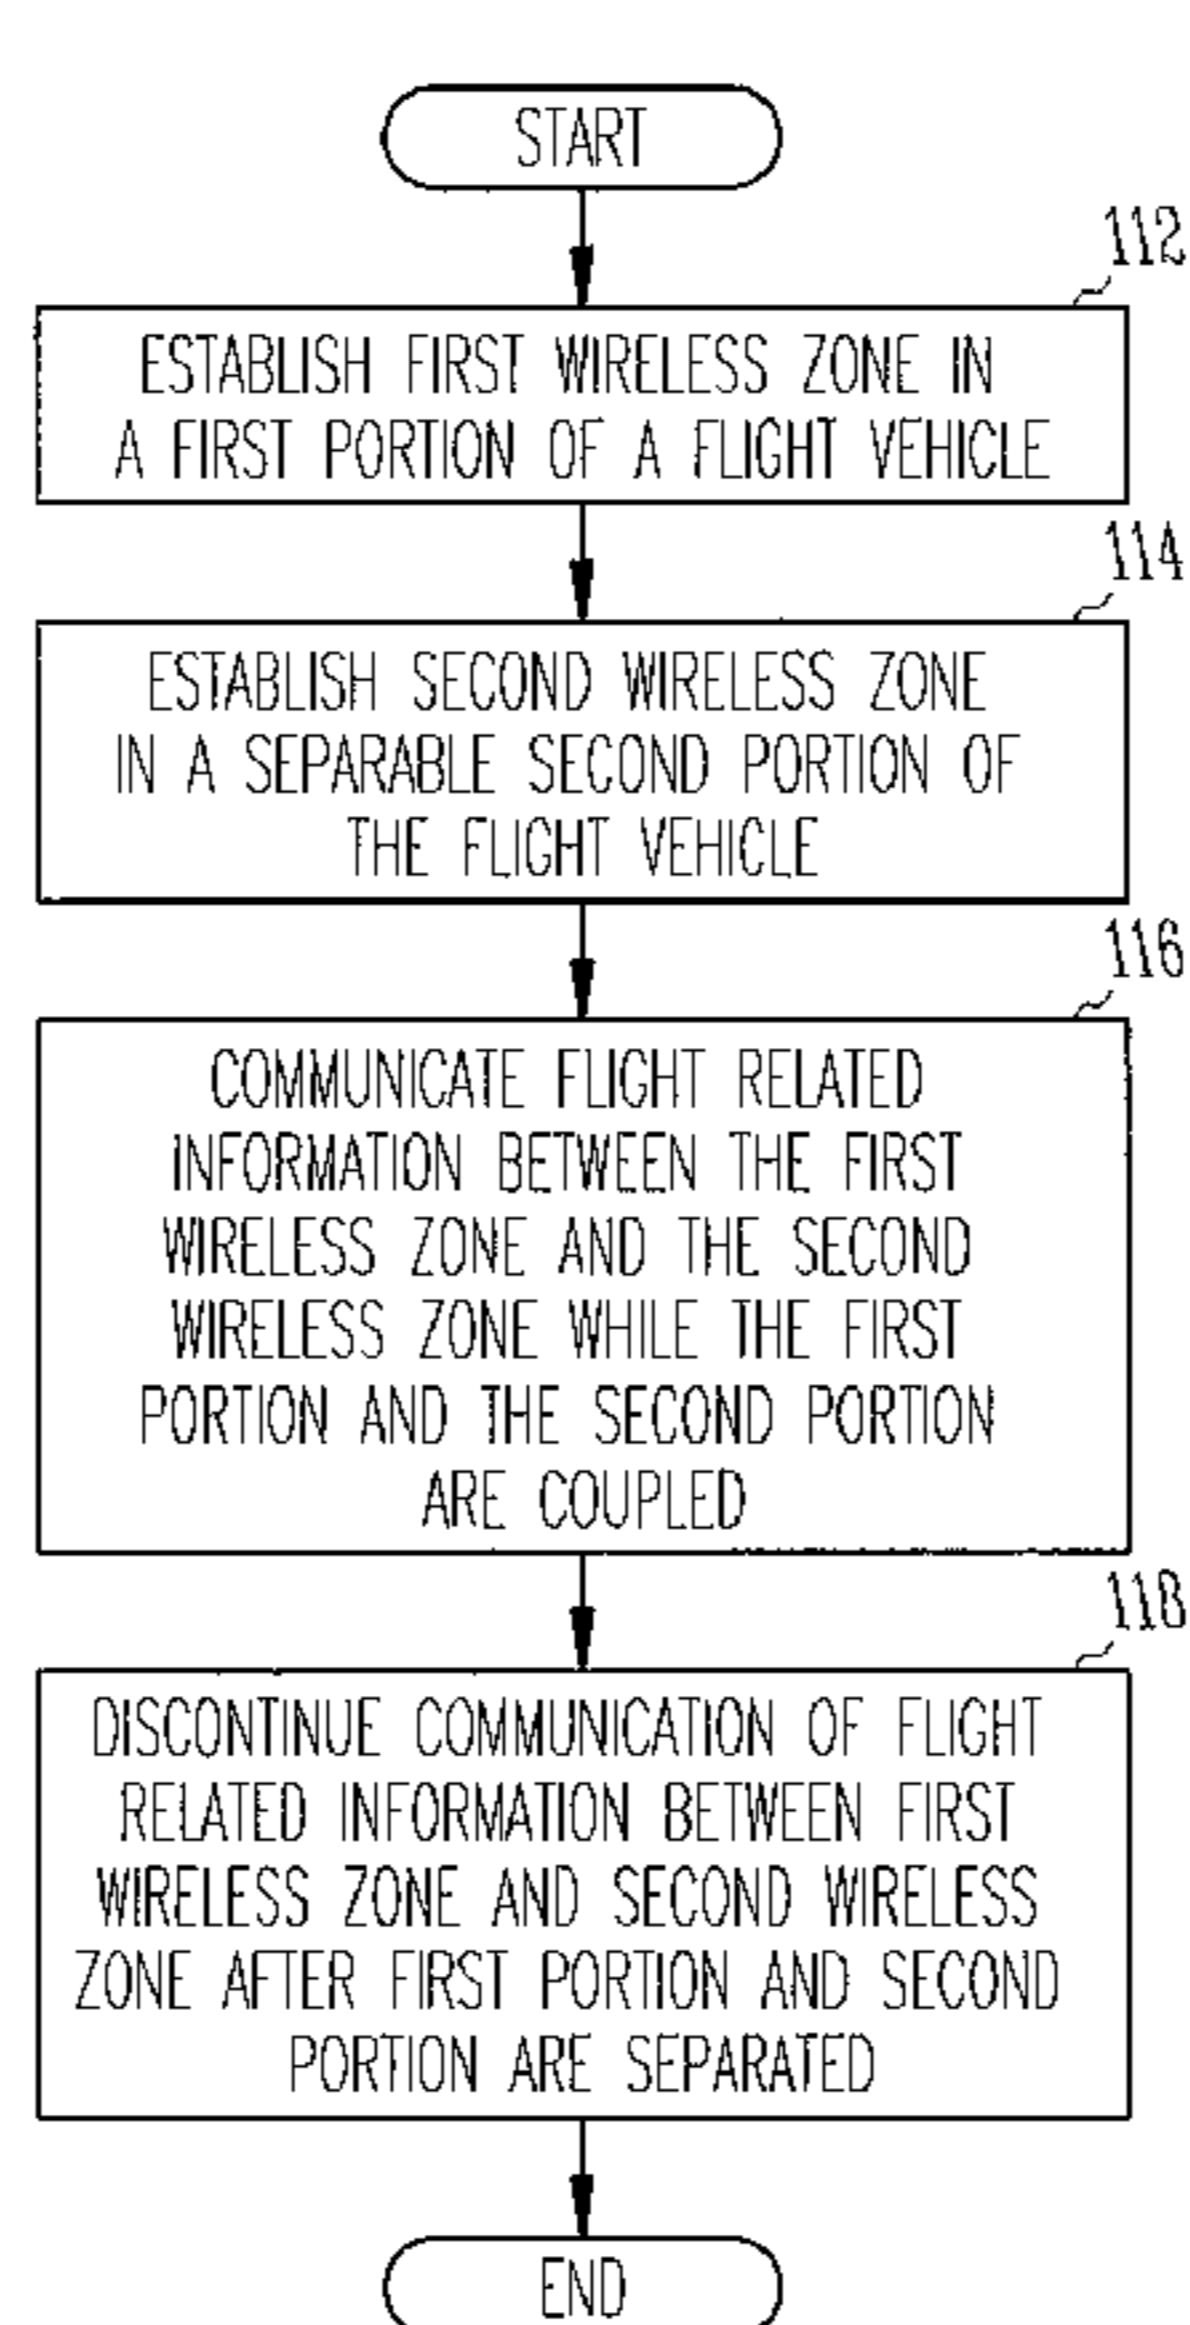 START
112
ESTABLISH FIRST WIRELESS ZONE IN
A FIRST PORTION OF A FLIGHT VEHICLE
114
ESTABLISH SECOND WIRELESS ZONE
IN A SEPARABLE SECOND PORTION OF
THE FLIGHT VEHICLE
116
COMMUNICATE FLIGHT RELATED
INFORMATION BETWEEN THE FIRST
WIRELESS ZONE AND THE SECOND
WIRELESS ZONE WHILE THE FIRST
PORTION AND THE SECOND PORTION
ARE COUPLED
118
DISCONTINUE COMMUNICATION OF FLIGHT
RELATED INFORMATION BETWEEN FIRST
WIRELESS ZONE AND SECOND WIRELESS
ZONE AFTER FIRST PORTION AND SECOND
PORTION ARE SEPARATED
END